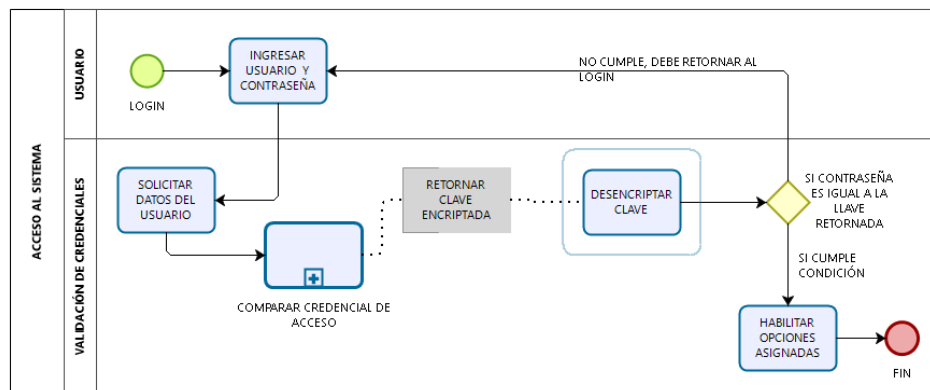 ACCESO AL SISTEMA
USUARIO
LOGIN
INGRESAR
USUARIO Y
CONTRASEÑA
NO CUMPLE, DEBE RETORNAR AL
LOGIN
VALIDACIÓN DE CREDENCIALES
SOLICITAR
DATOS DEL
USUARIO
COMPARAR CREDENCIAL DE
ACCESO
RETORNAR
CLAVE
ENCRIPTADA
DESENCRIPTAR
CLAVE
SI CONTRASEÑA
ES IGUAL A LA
LLAVE
RETORNADA
SI CUMPLE
CONDICIÓN
HABILITAR
OPCIONES
ASIGNADAS
FIN